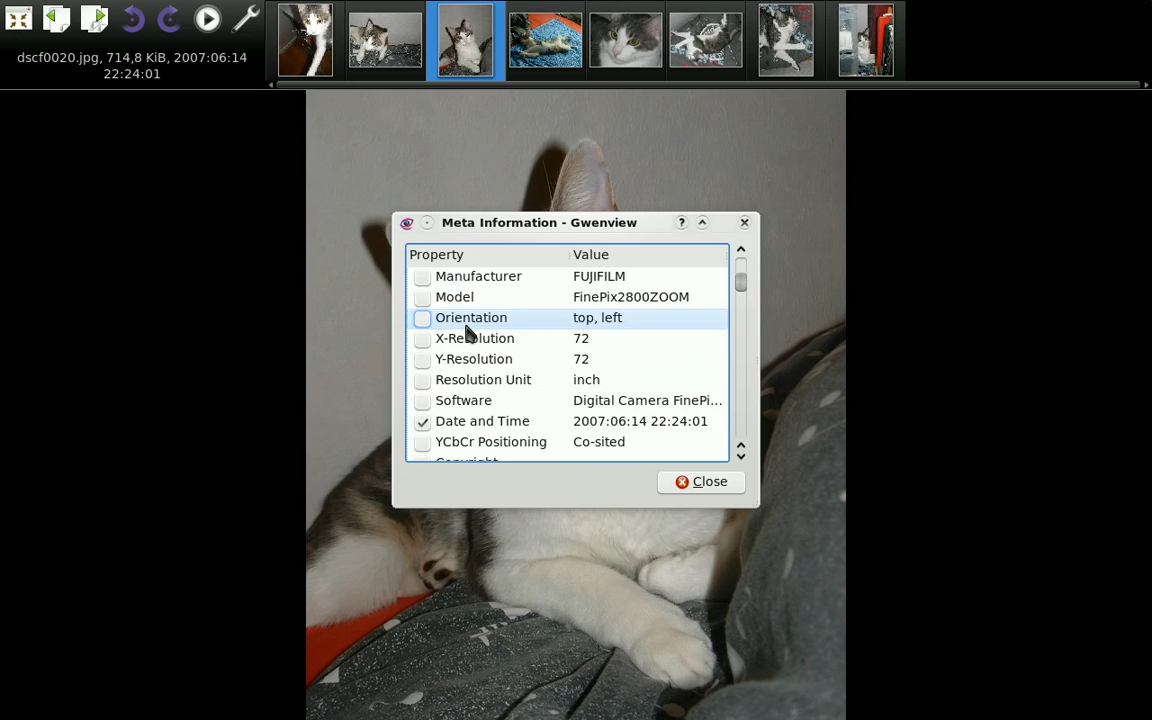 dscf0020.jpg, 714,8 KiB, 2007:06:14
22:24:01
Meta Information - Gwenview
Property Value
Manufacturer FUJIFILM
Model FinePix2800ZOOM
Orientation top, left
X-Resolution 72
Y-Resolution 72
Resolution Unit inch
Software Digital Camera FinePi...
Date and Time 2007:06:14 22:24:01
YCbCr Positioning Co-sited
Copyright
Close